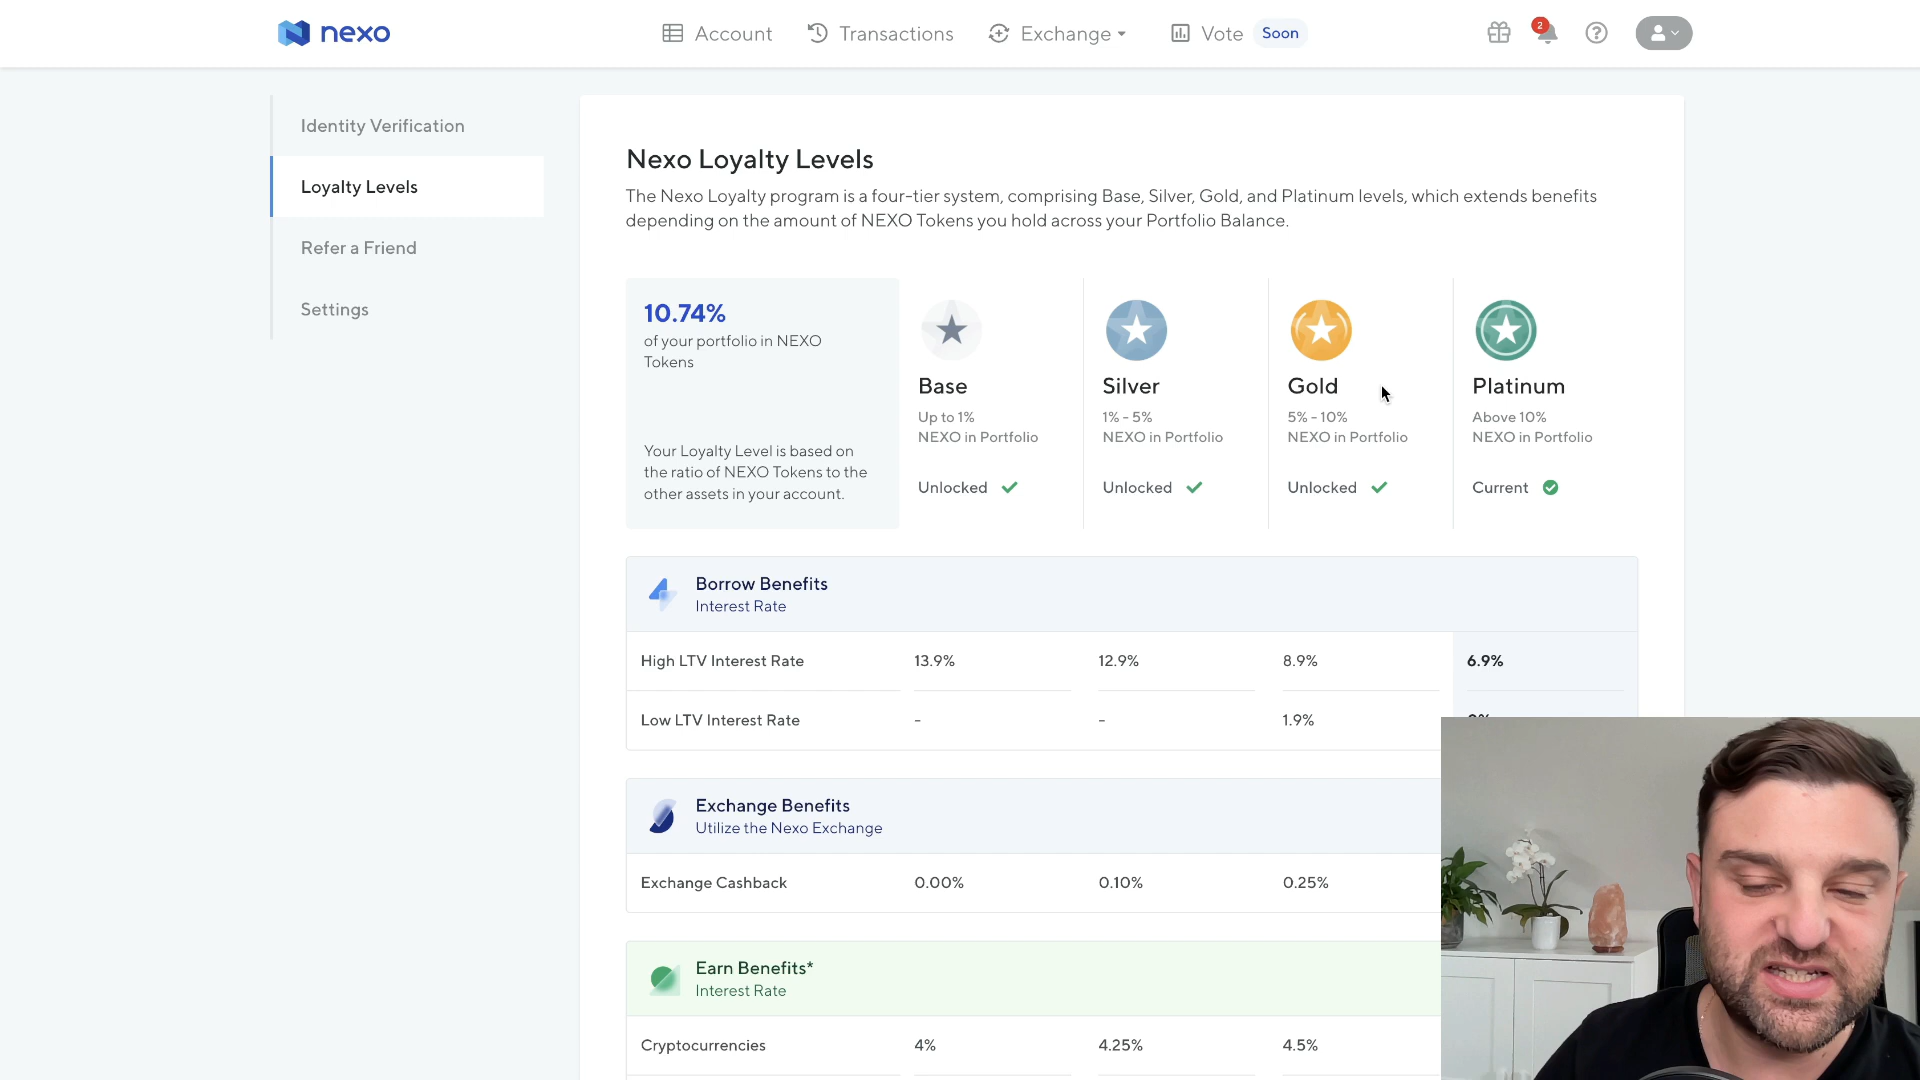 nexo
Account
Transactions
Exchange
Vote
Soon
2
Identity Verification
Loyalty Levels
Refer a Friend
Settings
Nexo Loyalty Levels
The Nexo Loyalty program is a four-tier system, comprising Base, Silver, Gold, and Platinum levels, which extends benefits
depending on the amount of NEXO Tokens you hold across your Portfolio Balance.
10.74%
of your portfolio in NEXO
Tokens
Your Loyalty Level is based on
the ratio of NEXO Tokens to the
other assets in your account.
Base
Up to 1%
NEXO in Portfolio
Unlocked
Silver
1% - 5%
NEXO in Portfolio
Unlocked
Gold
5% - 10%
NEXO in Portfolio
Unlocked
Platinum
Above 10%
NEXO in Portfolio
Current
Borrow Benefits
Interest Rate
High LTV Interest Rate 13.9% 12.9% 8.9% 6.9%
Low LTV Interest Rate - - 1.9%
Exchange Benefits
Utilize the Nexo Exchange
Exchange Cashback 0.00% 0.10% 0.25%
Earn Benefits*
Interest Rate
Cryptocurrencies 4% 4.25% 4.5%